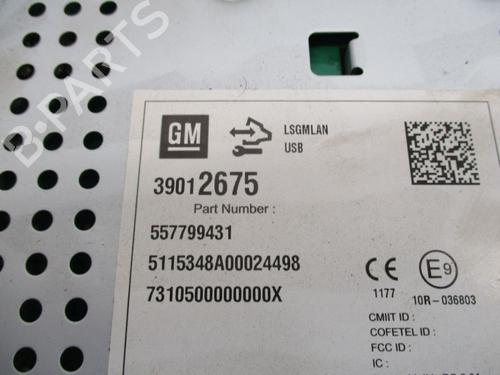 B-PARTS
GM
LSGMLAN
USB
39012675
Part Number :
557799431
5115348A00024498
7310500000000X
CE
1177
E9
10R-036803
CMIIT ID :
COFETEL ID :
FCC ID :
IC :